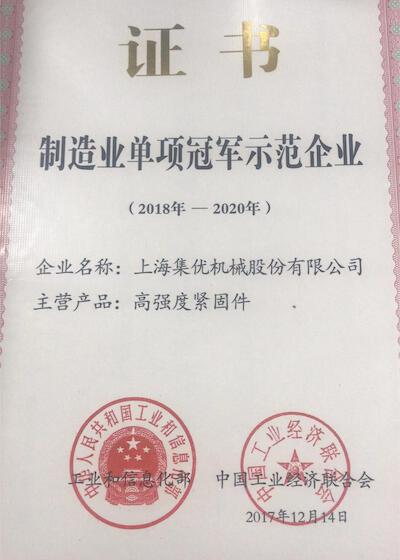 证书
制造业单项冠军示范企业
（2018年 — 2020年）
企业名称：上海集优机械股份有限公司
主营产品：高强度紧固件
中华人民共和国工业和信息化部
中国工业经济联合会
工业和信息化部 中国工业经济联合会
2017年12月14日